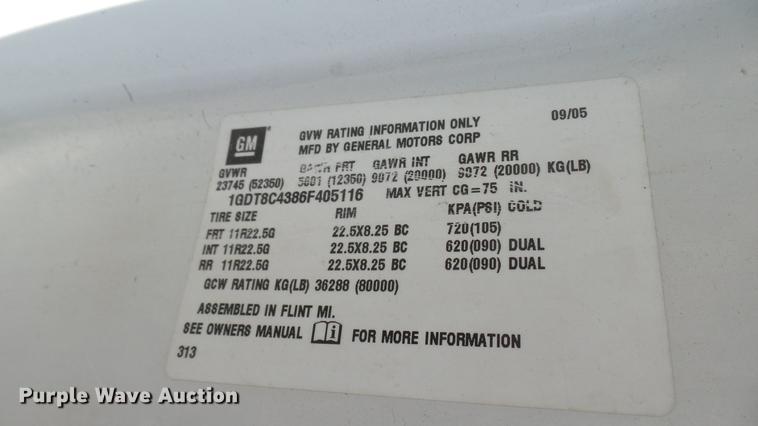 GM
GVW RATING INFORMATION ONLY
09/05
MFD BY GENERAL MOTORS CORP
GVWR GAWR FRT GAWR INT GAWR RR
23745 (52350) 5601 (12350) 9072 (20000) 9072 (20000) KG(LB)
1GDT8C4386F405116 MAX VERT CG=75 IN.
TIRE SIZE RIM KPA(PSI) COLD
FRT 11R22.5G 22.5X8.25 BC 720(105)
INT 11R22.5G 22.5X8.25 BC 620(090) DUAL
RR 11R22.5G 22.5X8.25 BC 620(090) DUAL
GCW RATING KG(LB) 36288 (80000)
ASSEMBLED IN FLINT MI.
SEE OWNERS MANUAL FOR MORE INFORMATION
313
Purple Wave Auction